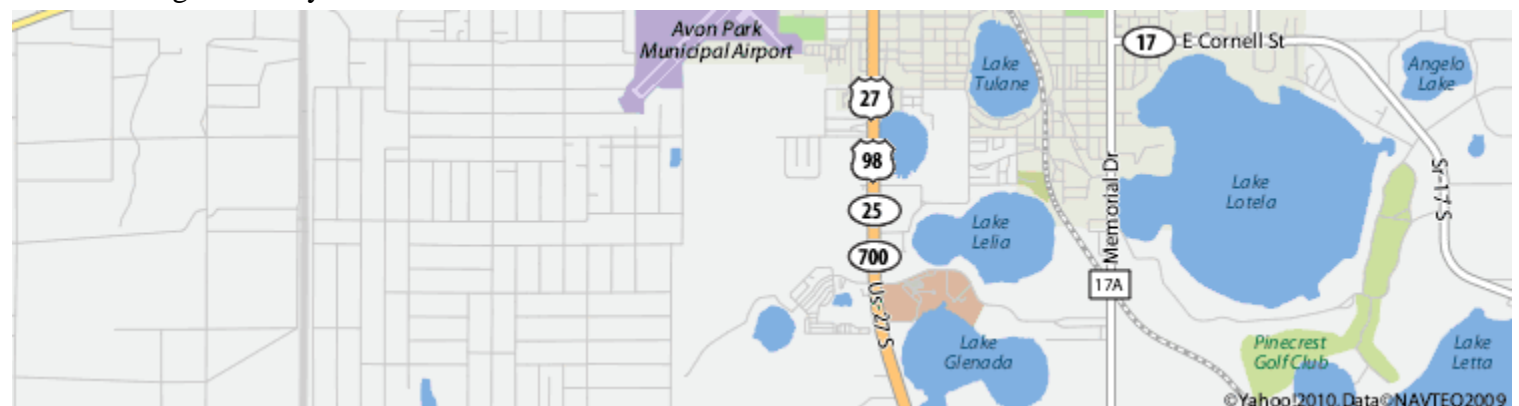 Avon Park
Municipal Airport
27
98
25
700
Us-27 S
Lake
Tulane
Lake
Lelia
Lake
Glenada
Memorial Dr
17A
17
E Cornell St
Angelo
Lake
Lake
Lotela
Sr-17 S
Pinecrest
Golf Club
Lake
Letta
©Yahoo!2010,Data©NAVTEQ2009